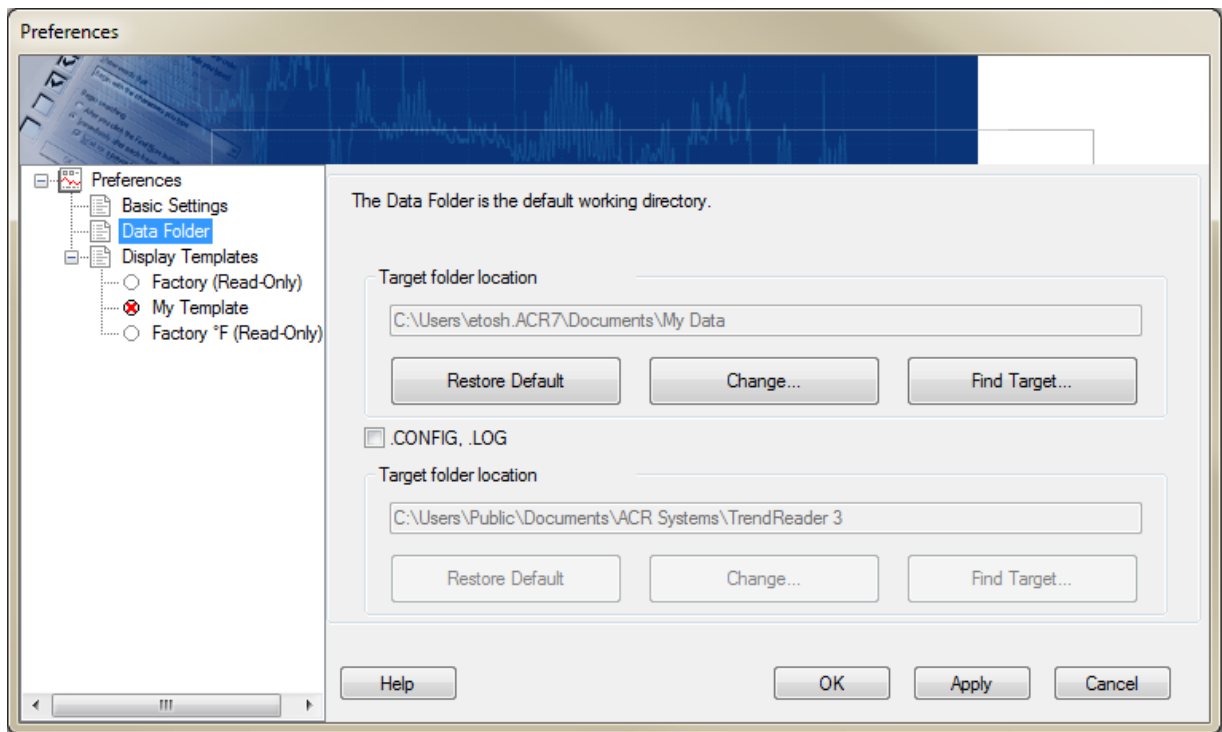 Preferences
Preferences
Basic Settings
Data Folder
Display Templates
Factory (Read-Only)
My Template
Factory °F (Read-Only)
The Data Folder is the default working directory.
Target folder location
C:\Users\etosh.ACR7\Documents\My Data
Restore Default Change... Find Target...
.CONFIG, .LOG
Target folder location
C:\Users\Public\Documents\ACR Systems\TrendReader 3
Restore Default Change... Find Target...
Help OK Apply Cancel